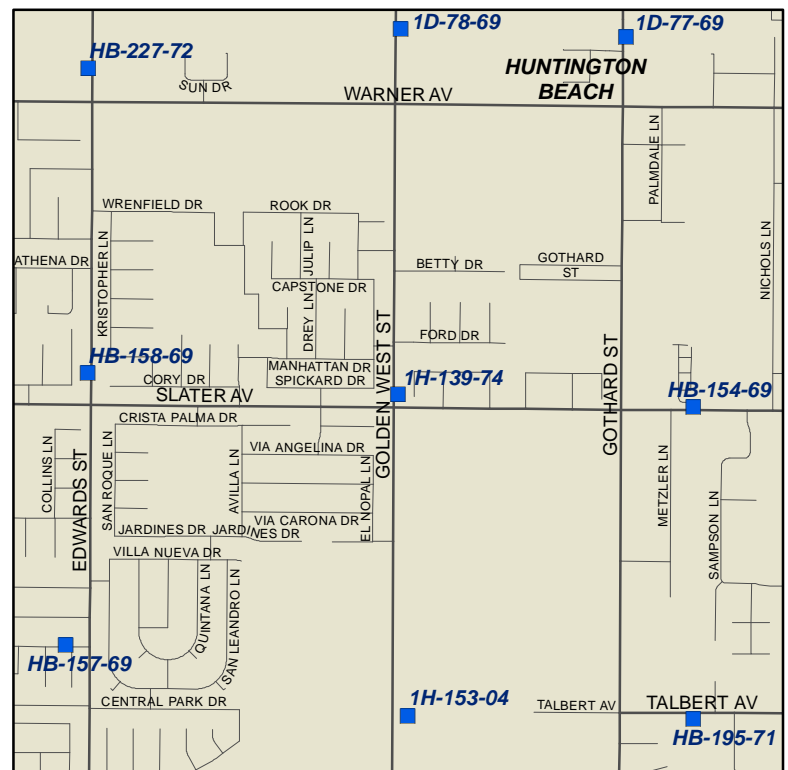 1D-78-69
1D-77-69
HB-227-72
HUNTINGTON
BEACH
SUN DR
WARNER AV
PALMDALE LN
WRENFIELD DR
ROOK DR
JULIP LN
NICHOLS LN
KRISTOPHER LN
ATHENA DR
BETTY DR
GOTHARD
ST
CAPSTONE DR
DREY LN
FORD DR
GOLDEN WEST ST
GOTHARD ST
HB-158-69
MANHATTAN DR
CORY DR
SPICKARD DR
1H-139-74
HB-154-69
SLATER AV
CRISTA PALMA DR
COLLINS LN
EDWARDS ST
SAN ROQUE LN
AVILLA LN
VIA ANGELINA DR
EL NOPAL LN
METZLER LN
SAMPSON LN
VIA CARONA DR
JARDINES DR
JARDINES DR
VILLA NUEVA DR
QUINTANA LN
SAN LEANDRO LN
HB-157-69
CENTRAL PARK DR
1H-153-04
TALBERT AV
TALBERT AV
HB-195-71